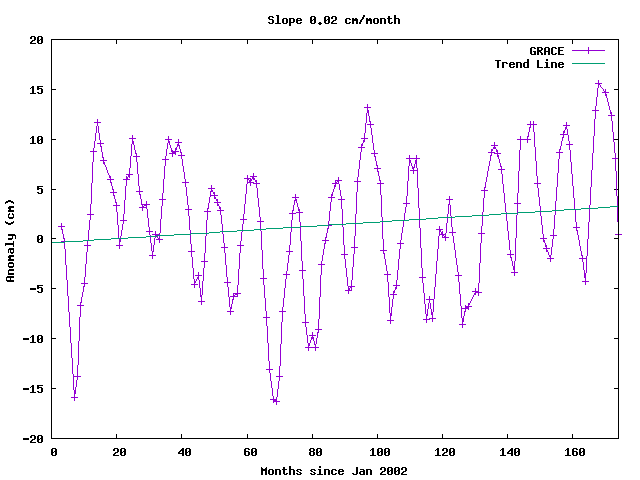 Slope 0.02 cm/month
GRACE
Trend Line
20
15
10
5
0
-5
-10
-15
-20
Anomaly (cm)
0 20 40 60 80 100 120 140 160
Months since Jan 2002